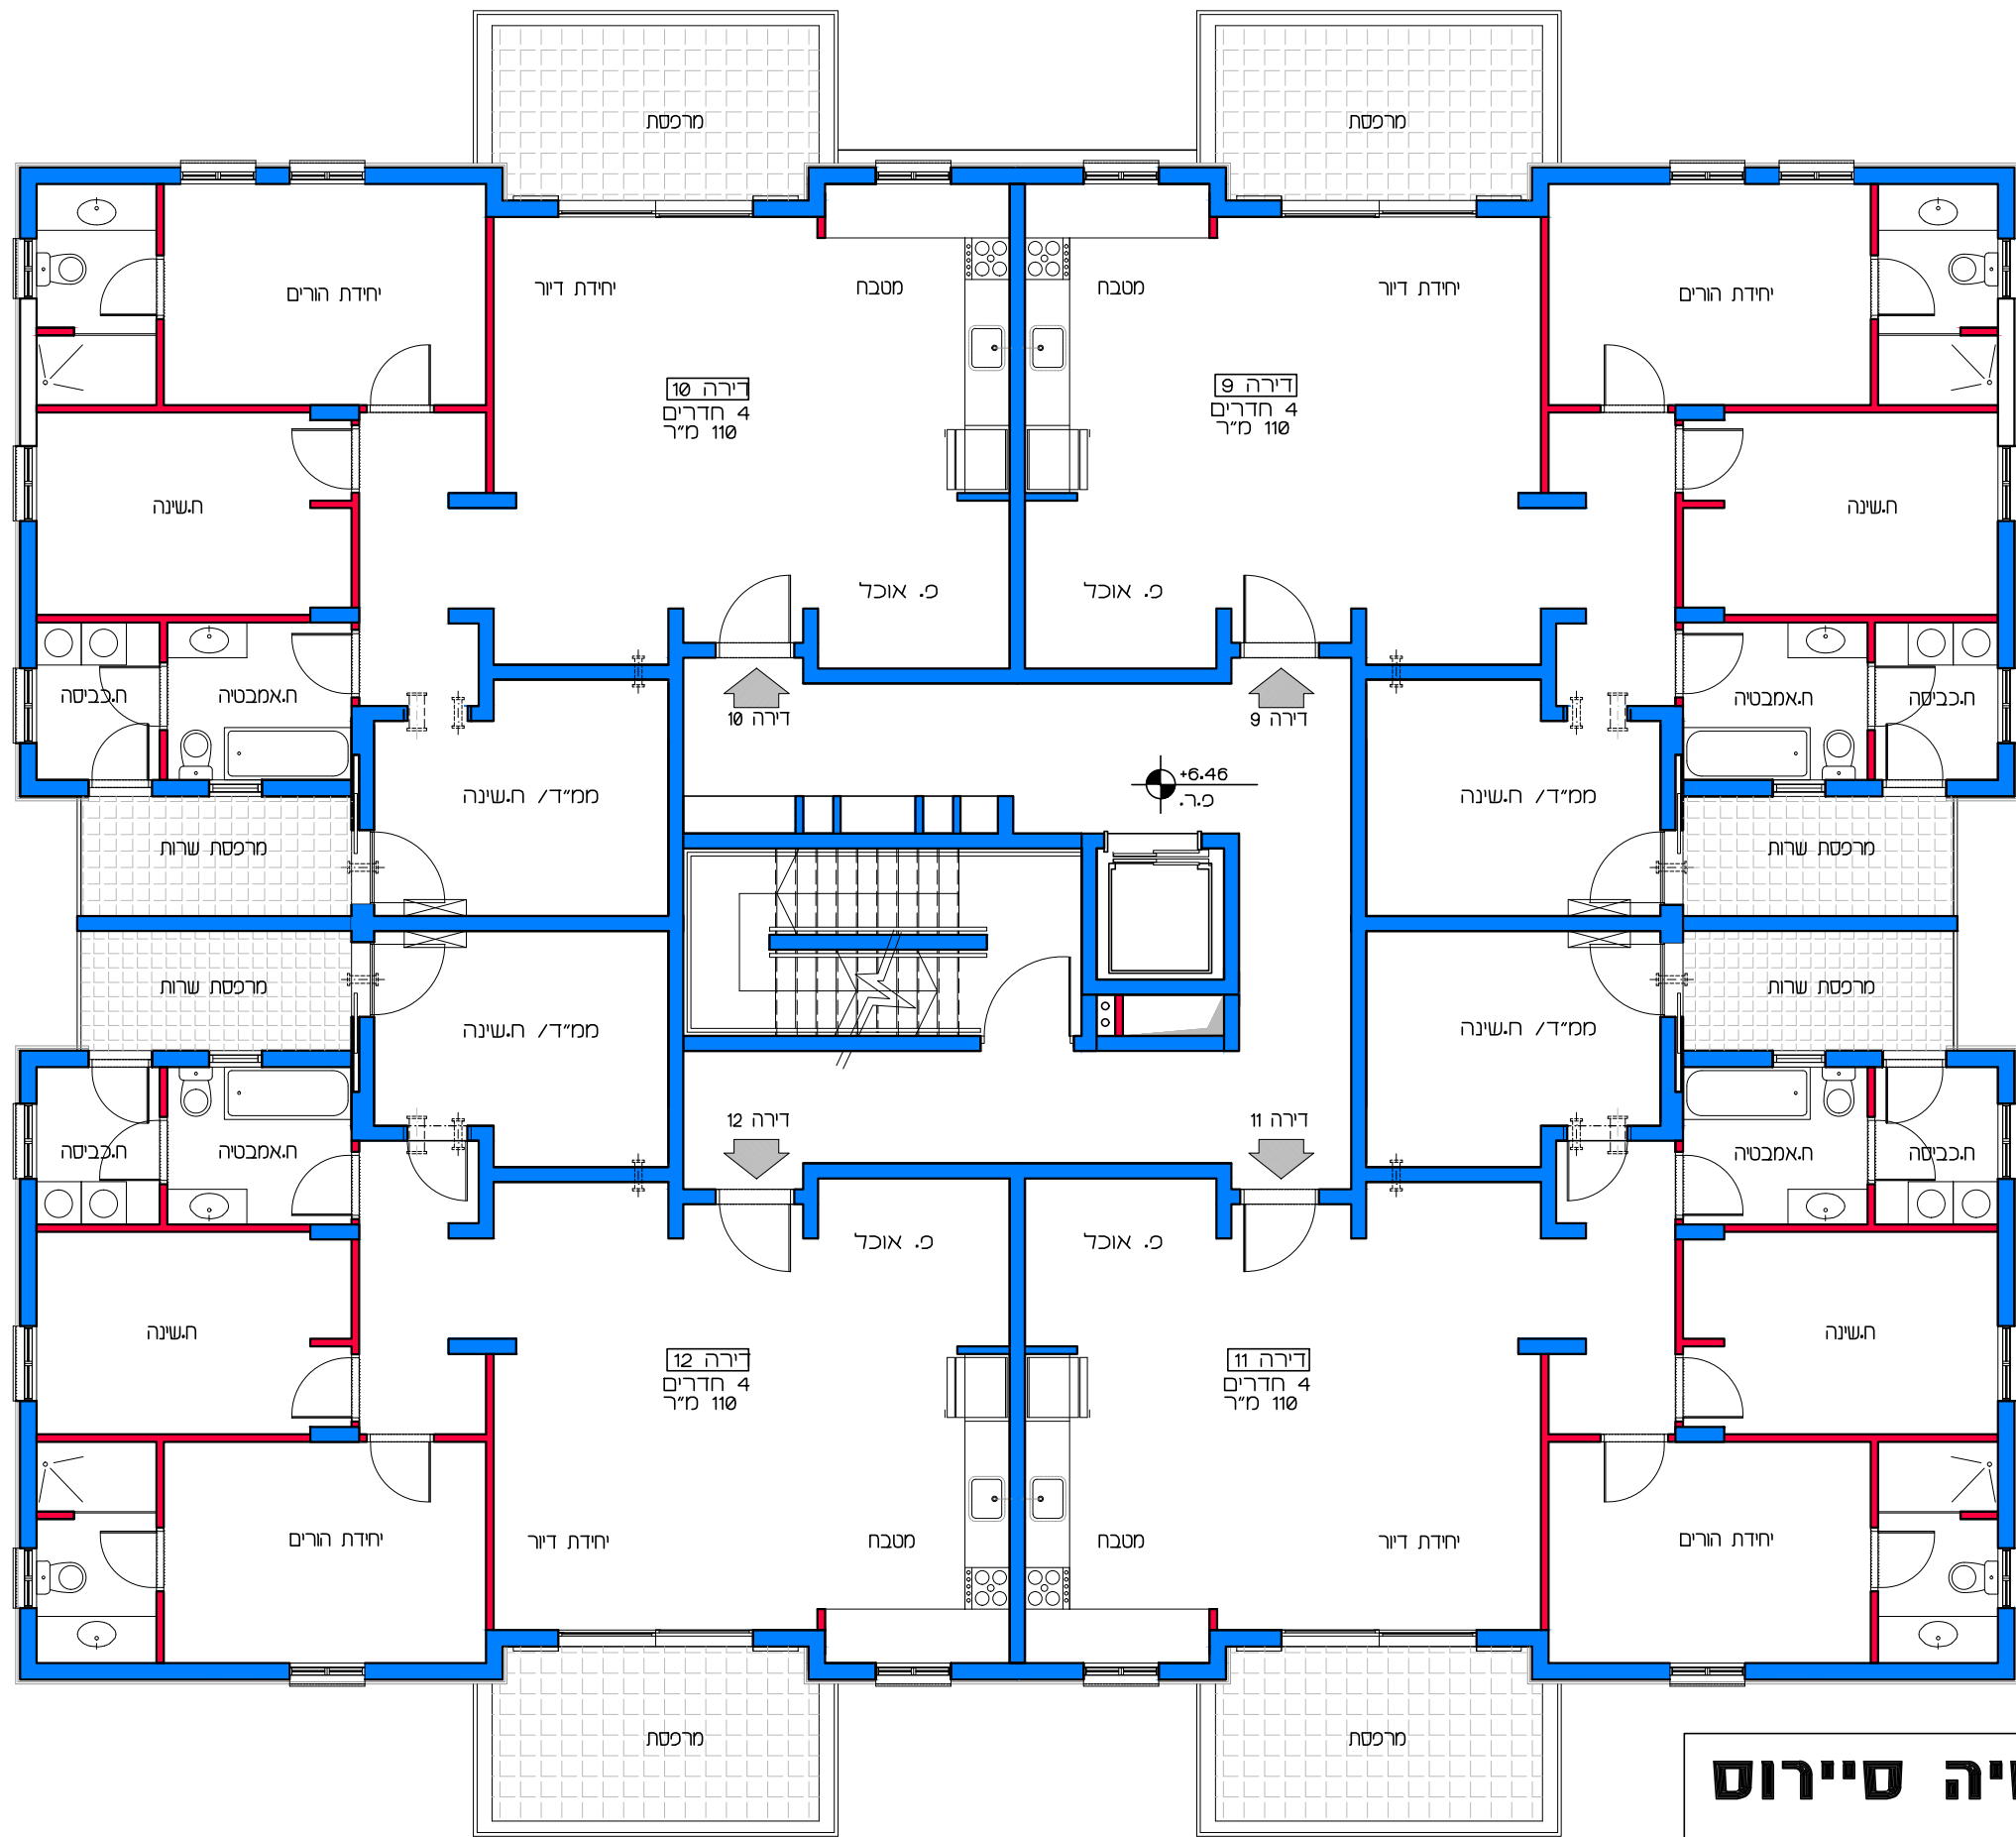 מרפסת
מרפסת
יחידת הורים
יחידת דיור
מטבח
מטבח
יחידת דיור
יחידת הורים
דירה 10
4 חדרים
110 מ"ר
דירה 9
4 חדרים
110 מ"ר
ח.שינה
ח.שינה
פ. אוכל
פ. אוכל
ח.כביסה
ח.אמבטיה
דירה 10
דירה 9
ח.אמבטיה
ח.כביסה
ממ"ד/ ח.שינה
+6.46
פ.ר.
ממ"ד/ ח.שינה
מרפסת שרות
מרפסת שרות
מרפסת שרות
מרפסת שרות
ממ"ד/ ח.שינה
ממ"ד/ ח.שינה
דירה 12
דירה 11
ח.כביסה
ח.אמבטיה
ח.אמבטיה
ח.כביסה
פ. אוכל
פ. אוכל
ח.שינה
ח.שינה
דירה 12
4 חדרים
110 מ"ר
דירה 11
4 חדרים
110 מ"ר
יחידת הורים
יחידת דיור
מטבח
מטבח
יחידת דיור
יחידת הורים
מרפסת
מרפסת
סיירוס